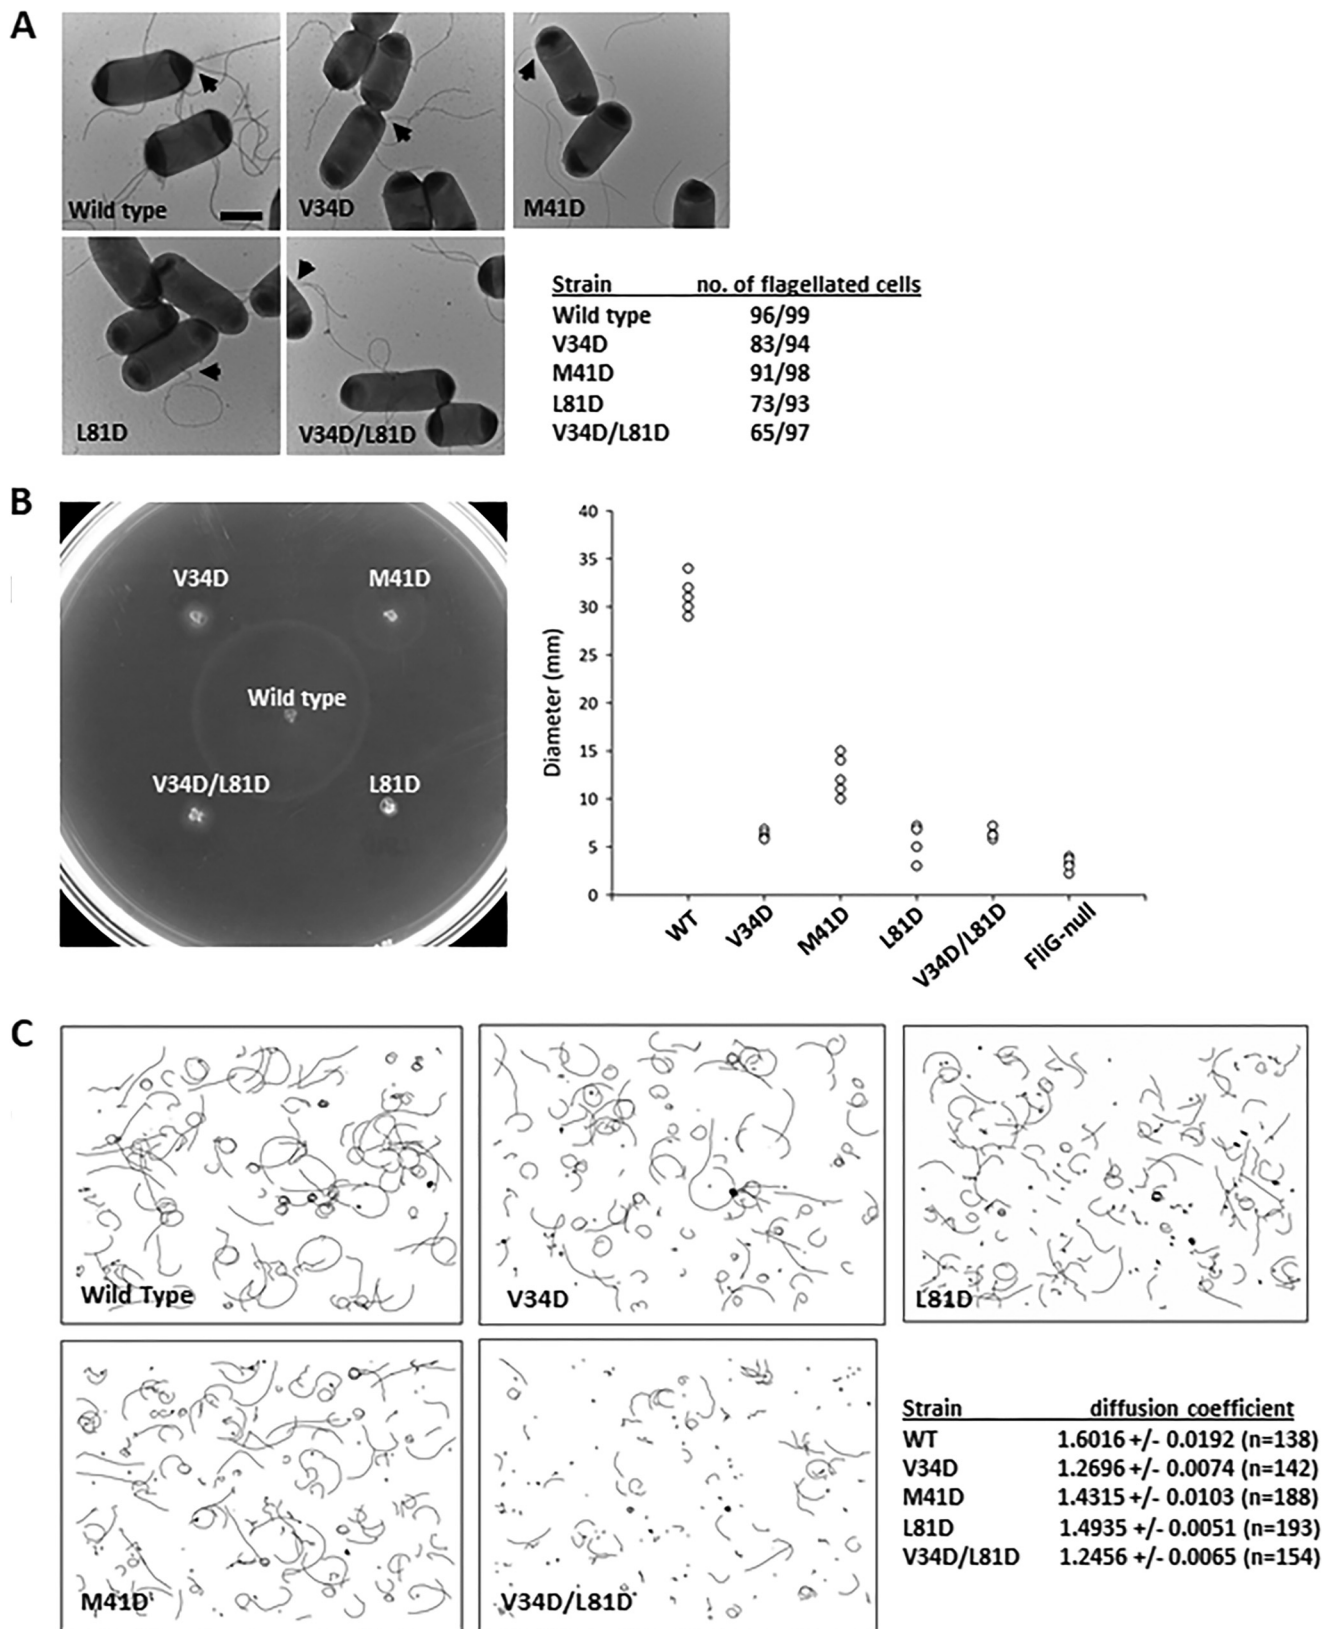 A
Wild type
V34D
M41D
L81D
V34D/L81D
Strain no. of flagellated cells
Wild type 96/99
V34D 83/94
M41D 91/98
L81D 73/93
V34D/L81D 65/97
B
V34D
M41D
Wild type
V34D/L81D
L81D
Diameter (mm)
40
35
30
25
20
15
10
5
0
WT
V34D
M41D
L81D
V34D/L81D
FliG-null
C
Wild Type
V34D
L81D
M41D
V34D/L81D
Strain diffusion coefficient
WT 1.6016 +/- 0.0192 (n=138)
V34D 1.2696 +/- 0.0074 (n=142)
M41D 1.4315 +/- 0.0103 (n=188)
L81D 1.4935 +/- 0.0051 (n=193)
V34D/L81D 1.2456 +/- 0.0065 (n=154)